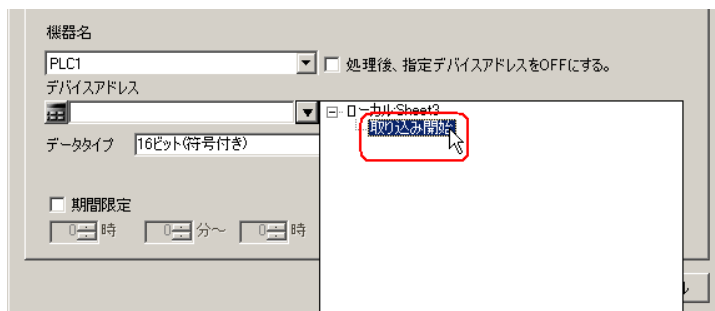 機器名
PLC1
処理後、指定デバイスアドレスをOFFにする。
デバイスアドレス
ローカル:Sheet3
取り込み開始
データタイプ 16ビット(符号付き)
期間限定
0 時 0 分～ 0 時
ル